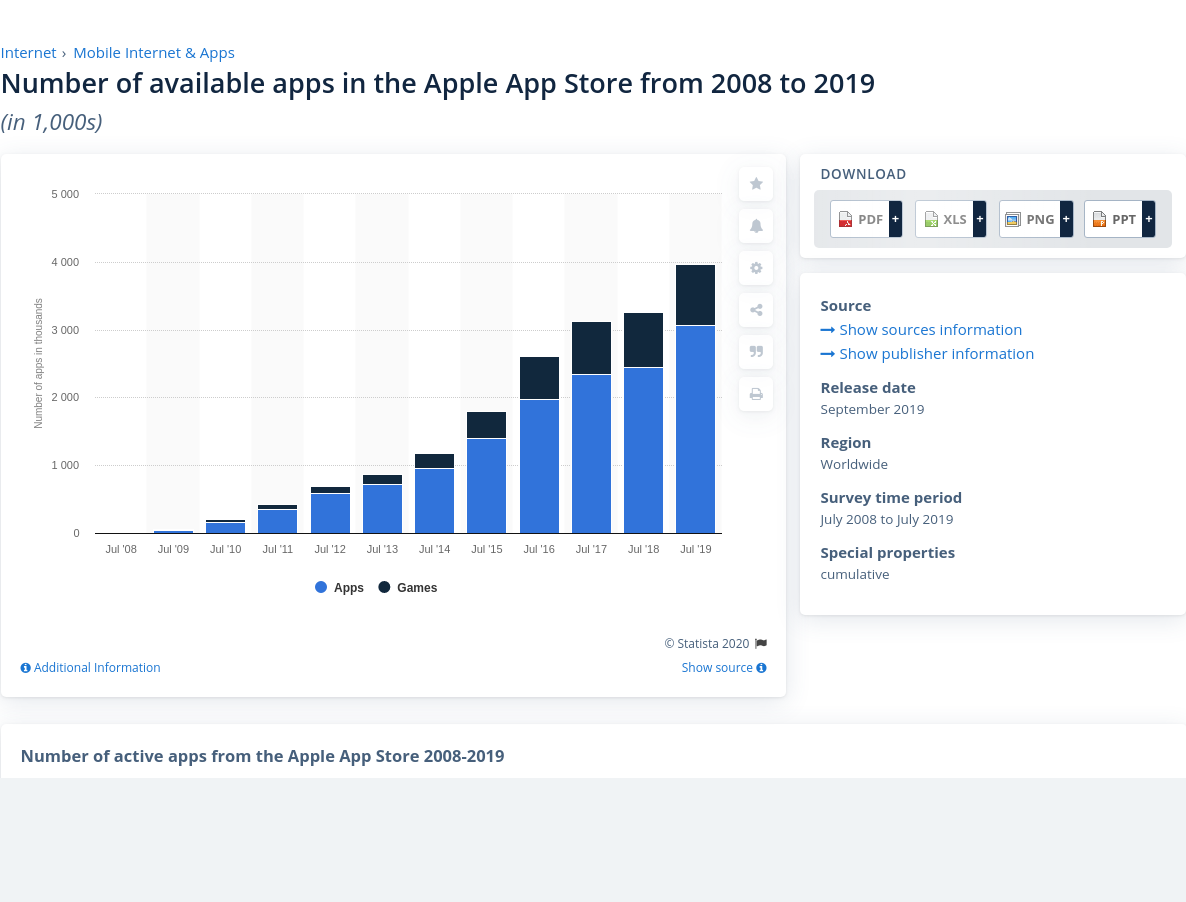 Internet › Mobile Internet & Apps
Number of available apps in the Apple App Store from 2008 to 2019
(in 1,000s)
Number of apps in thousands
5 000
4 000
3 000
2 000
1 000
0
Jul '08 Jul '09 Jul '10 Jul '11 Jul '12 Jul '13 Jul '14 Jul '15 Jul '16 Jul '17 Jul '18 Jul '19
Apps Games
© Statista 2020
Additional Information Show source
DOWNLOAD
PDF + XLS + PNG + PPT +
Source
Show sources information
Show publisher information
Release date
September 2019
Region
Worldwide
Survey time period
July 2008 to July 2019
Special properties
cumulative
Number of active apps from the Apple App Store 2008-2019